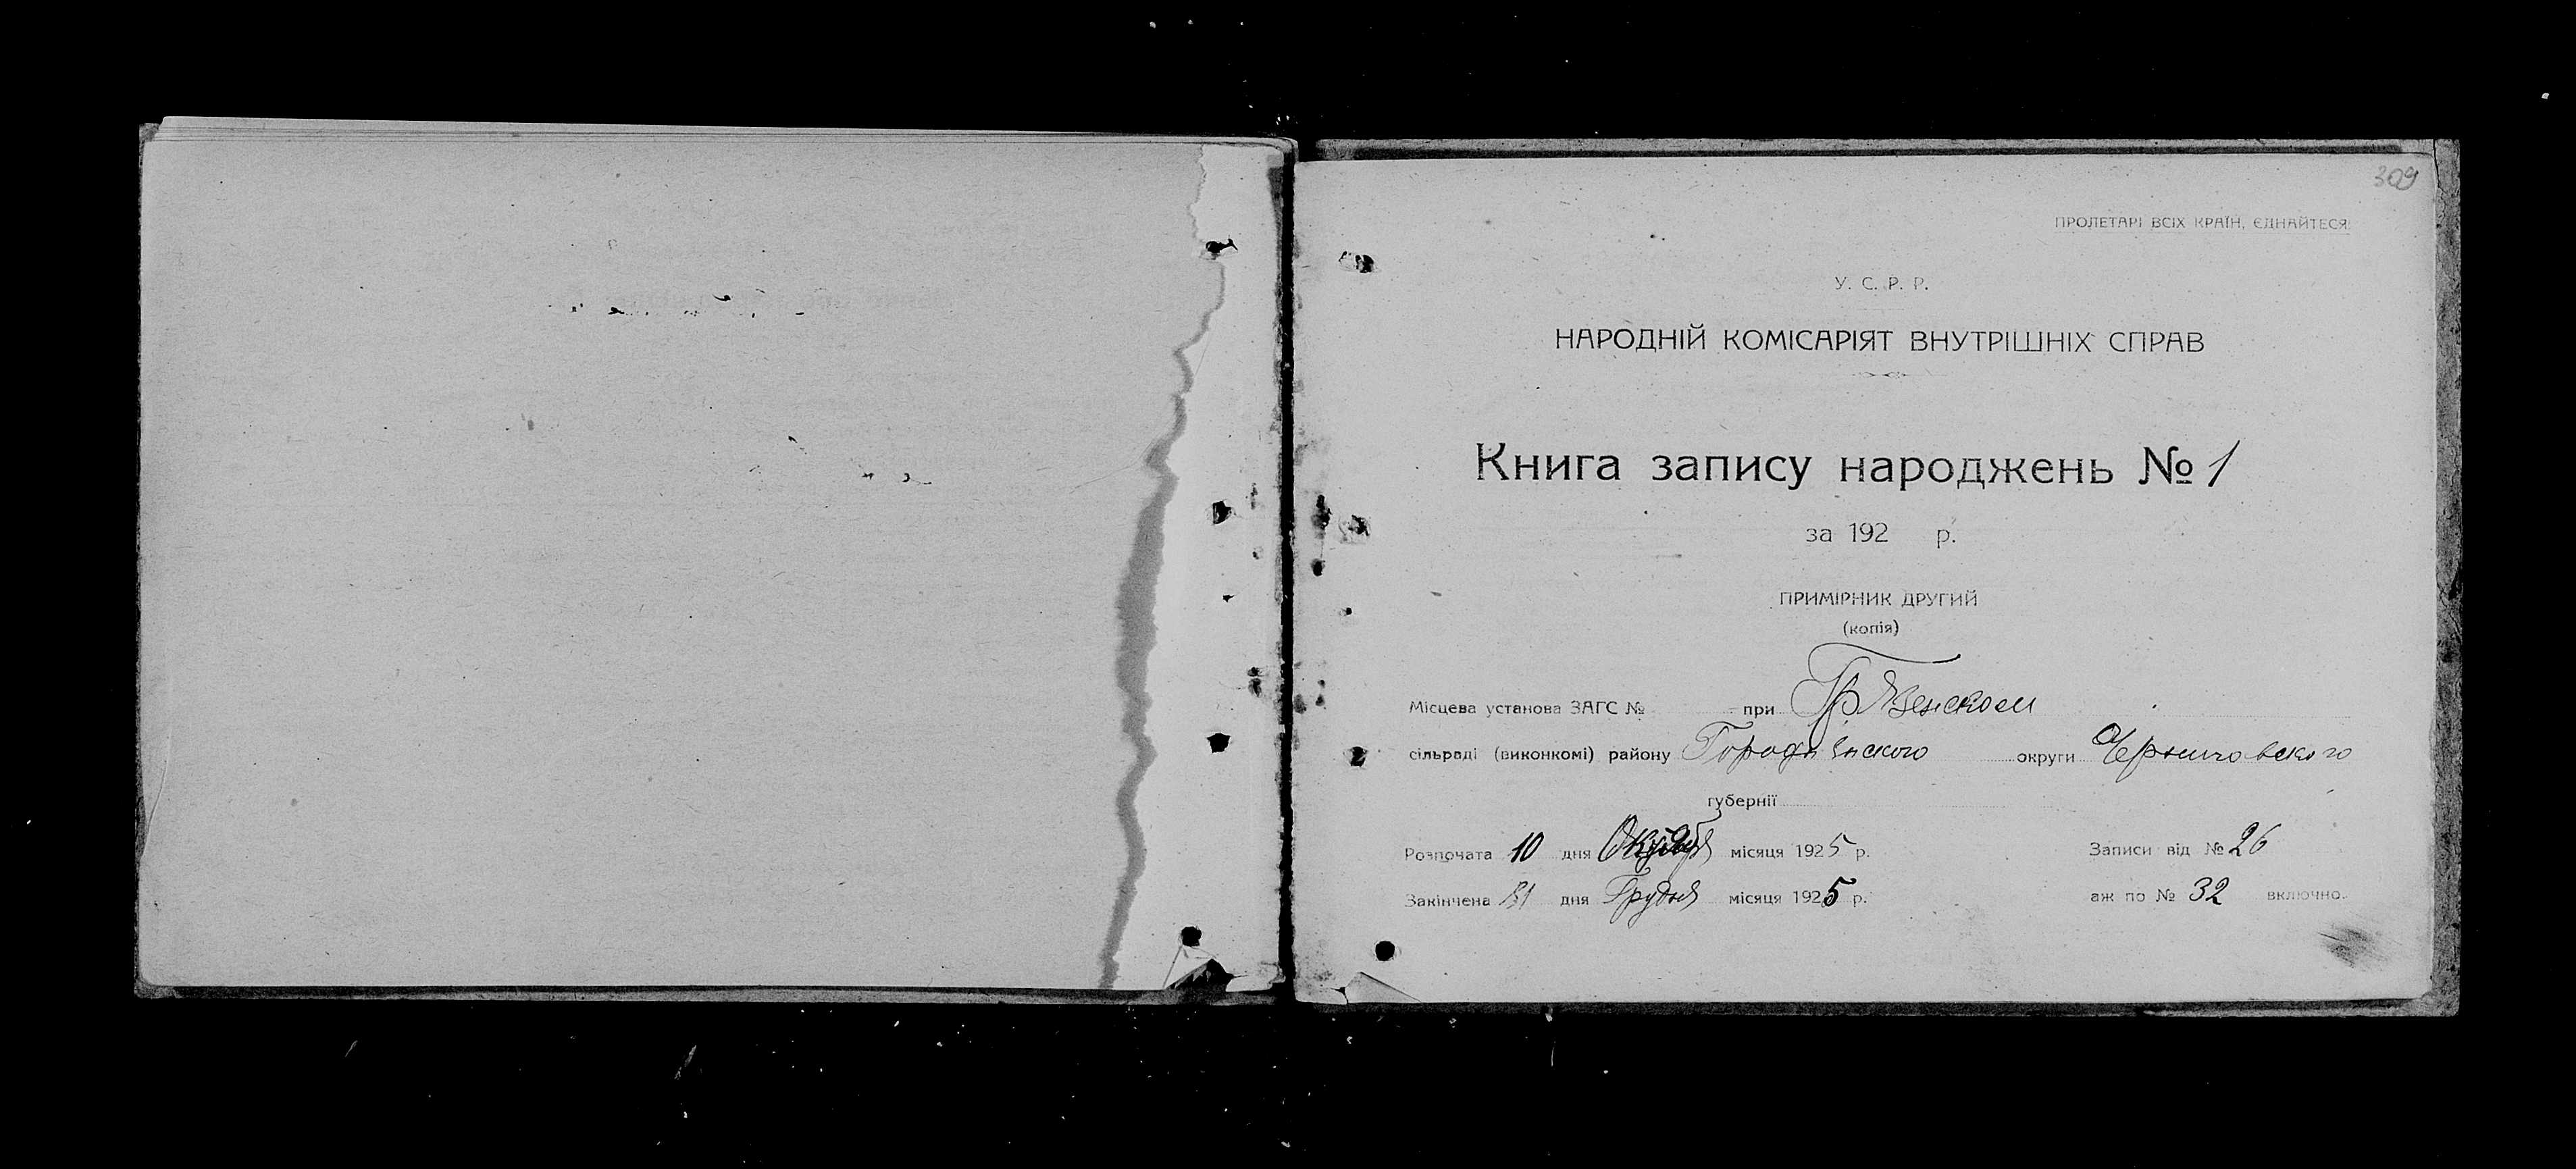 309
ПРОЛЕТАРІ ВСІХ КРАЇН, ЄДНАЙТЕСЯ!
У. С. Р. Р.
НАРОДНІЙ КОМІСАРІЯТ ВНУТРІШНІХ СПРАВ
Книга запису народжень № 1
за 192 р.
ПРИМІРНИК ДРУГИЙ
(копія)
Місцева установа ЗАГС № при
сільраді (виконкомі) району округи Черниговского
губернії
Розпочата 10 дня місяця 1925 р. Записи від № 26
Закінчена 31 дня Грудня місяця 1925 р. аж по № 32 включно.